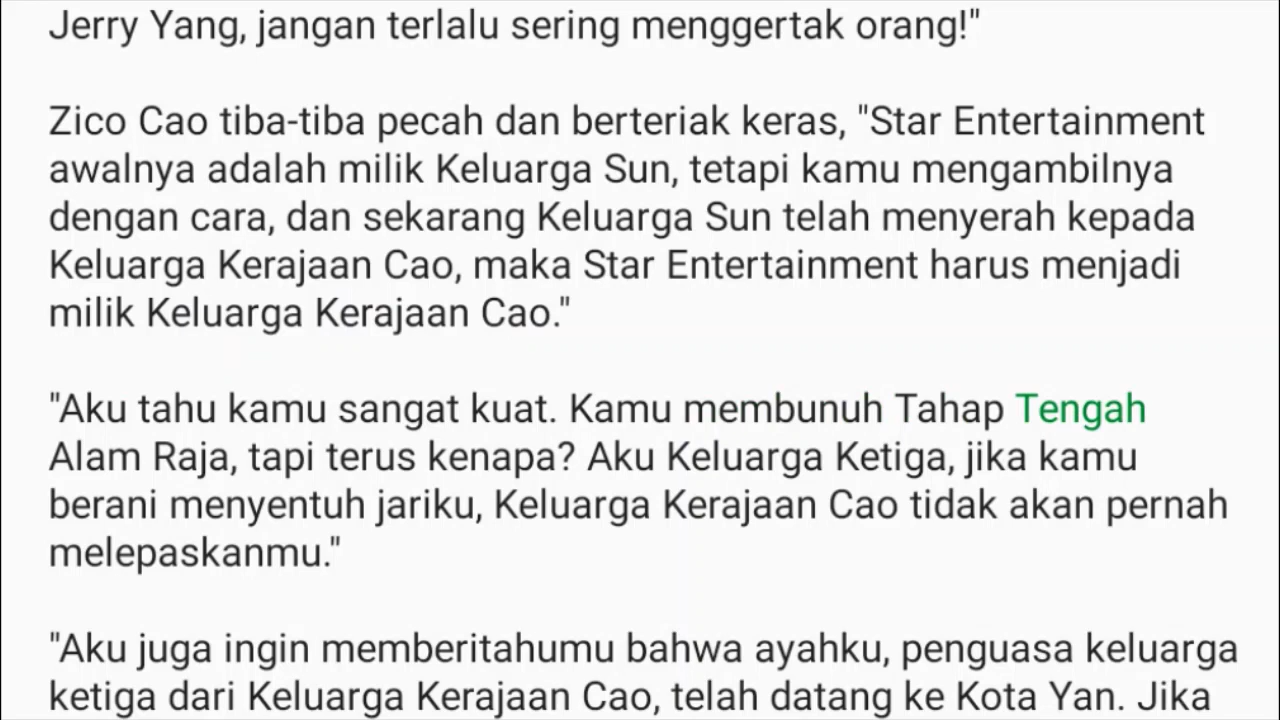 Jerry Yang, jangan terlalu sering menggertak orang!"
Zico Cao tiba-tiba pecah dan berteriak keras, "Star Entertainment
awalnya adalah milik Keluarga Sun, tetapi kamu mengambilnya
dengan cara, dan sekarang Keluarga Sun telah menyerah kepada
Keluarga Kerajaan Cao, maka Star Entertainment harus menjadi
milik Keluarga Kerajaan Cao."
"Aku tahu kamu sangat kuat. Kamu membunuh Tahap Tengah
Alam Raja, tapi terus kenapa? Aku Keluarga Ketiga, jika kamu
berani menyentuh jariku, Keluarga Kerajaan Cao tidak akan pernah
melepaskanmu."
"Aku juga ingin memberitahumu bahwa ayahku, penguasa keluarga
ketiga dari Keluarga Kerajaan Cao, telah datang ke Kota Yan. Jika